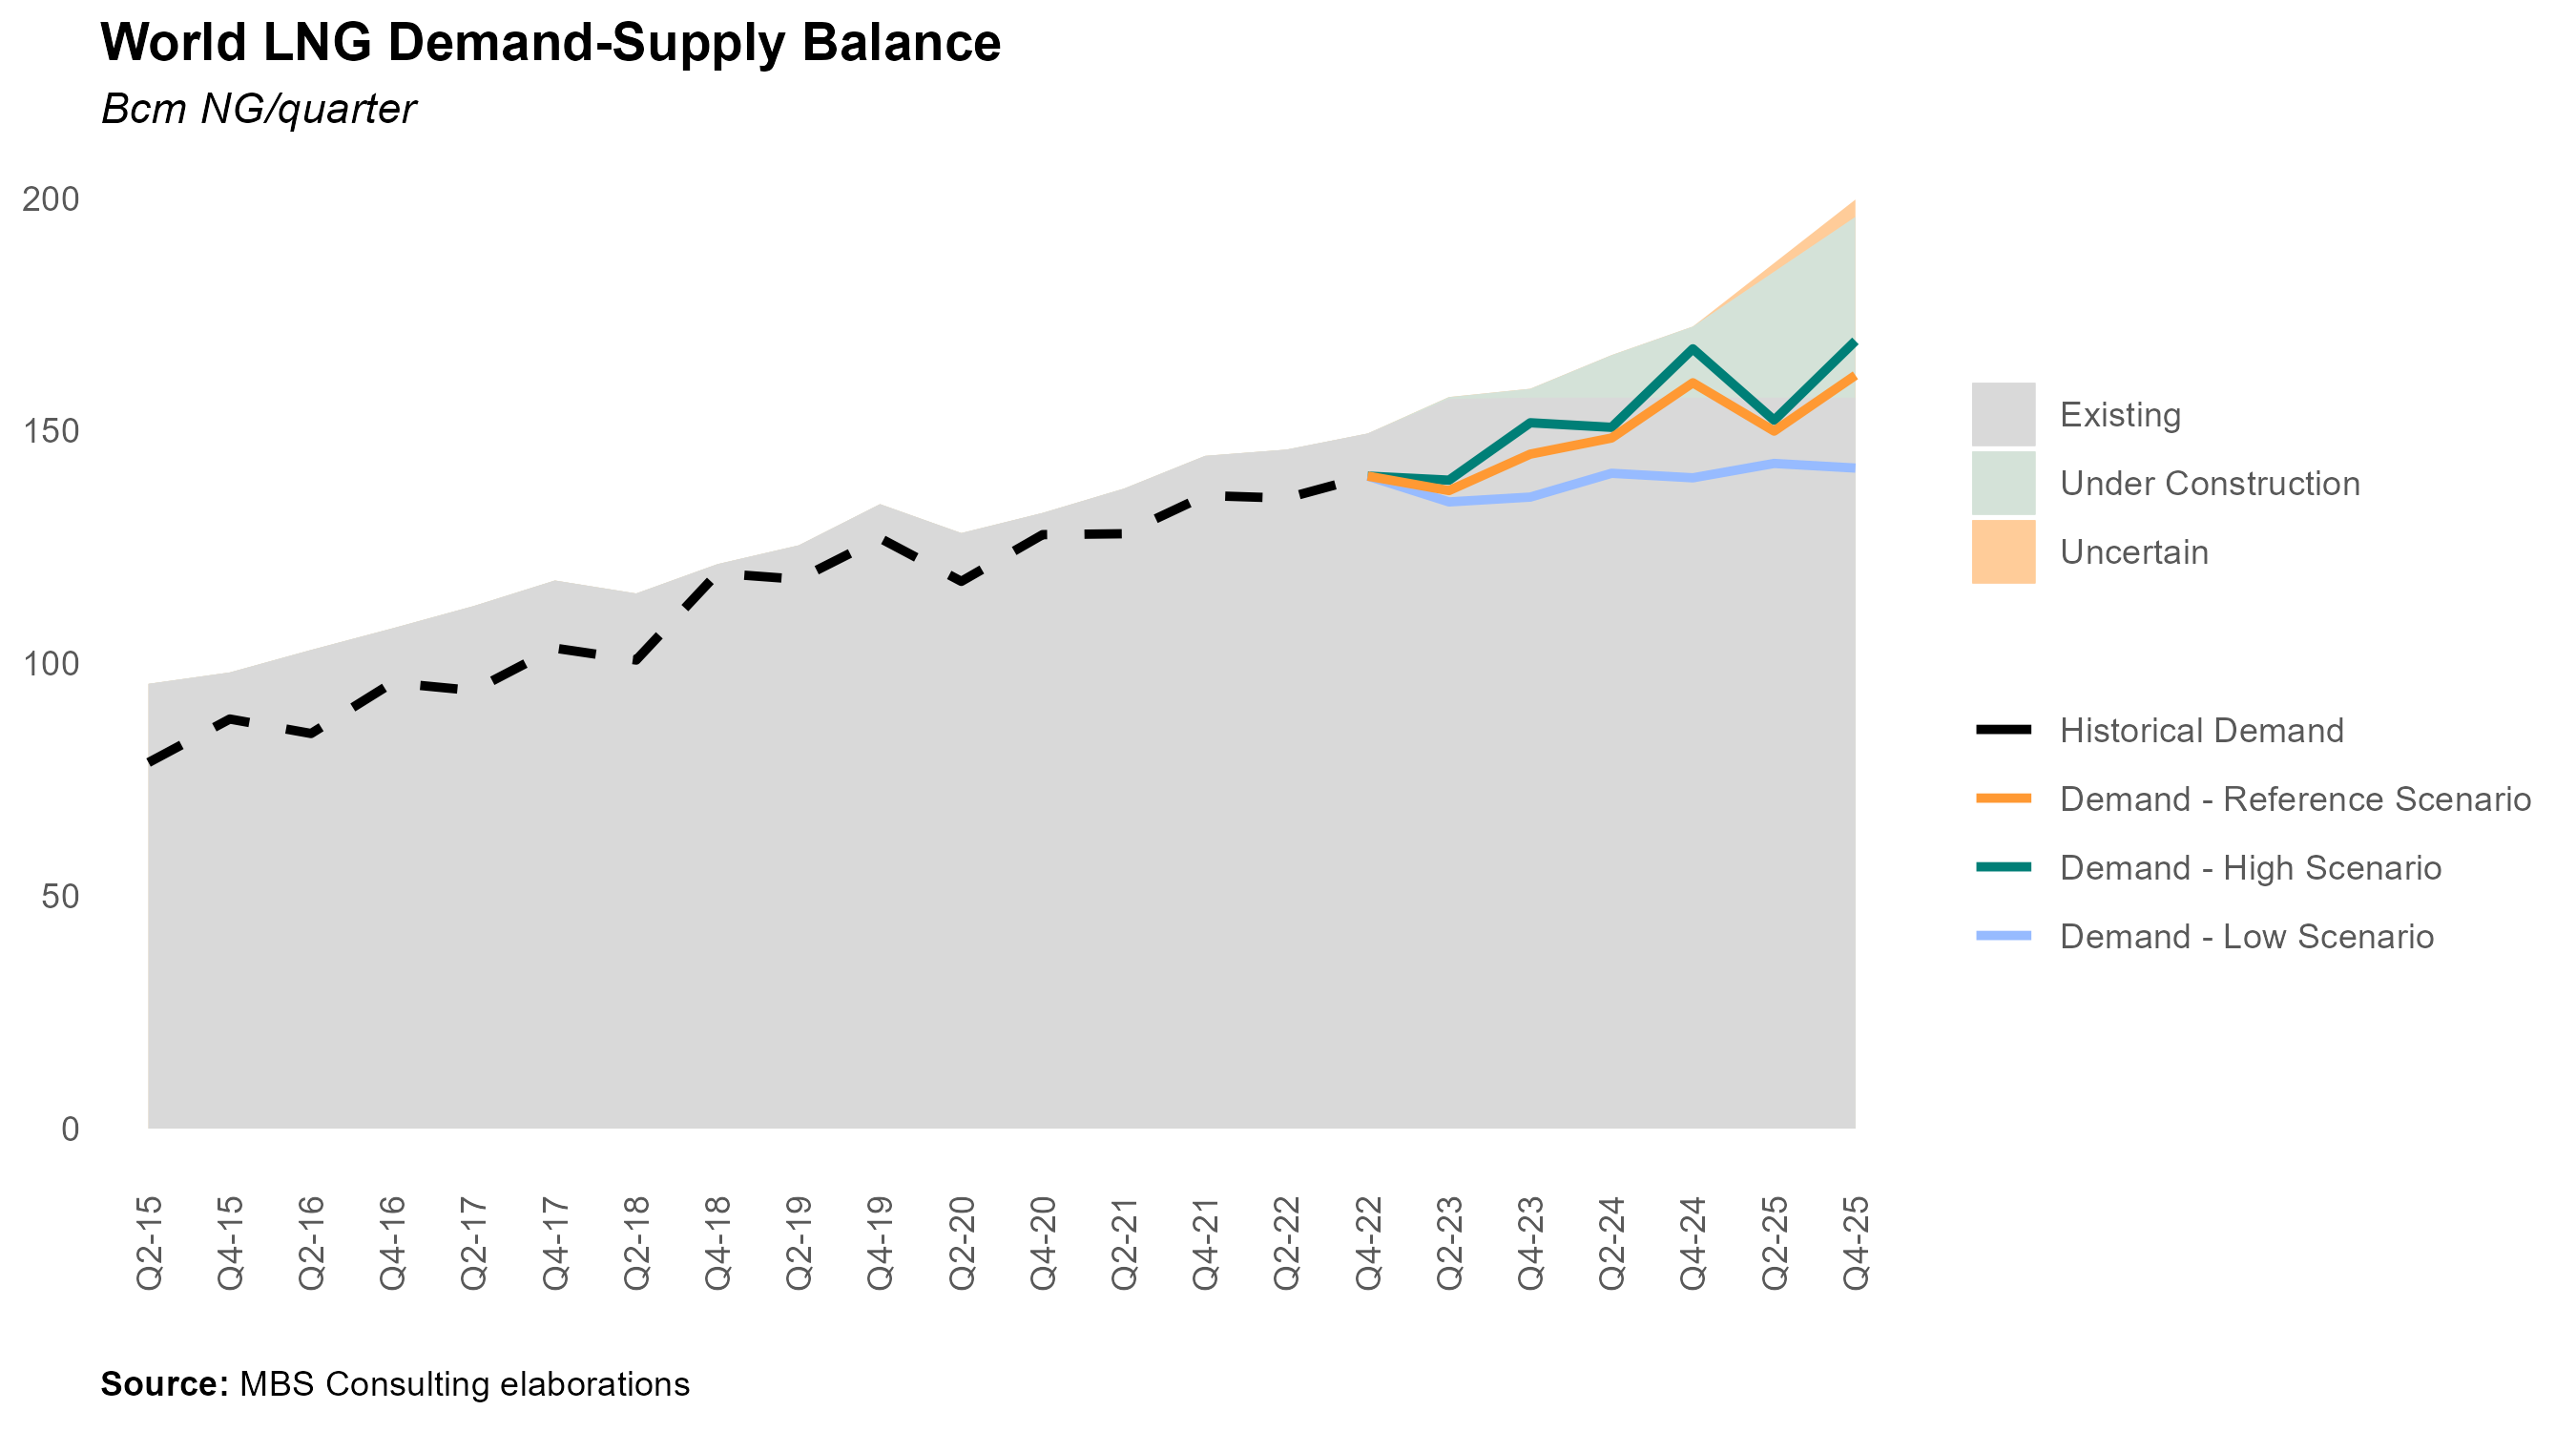 World LNG Demand-Supply Balance
Bcm NG/quarter
200
150
100
50
0
Q2-15
Q4-15
Q2-16
Q4-16
Q2-17
Q4-17
Q2-18
Q4-18
Q2-19
Q4-19
Q2-20
Q4-20
Q2-21
Q4-21
Q2-22
Q4-22
Q2-23
Q4-23
Q2-24
Q4-24
Q2-25
Q4-25
Existing
Under Construction
Uncertain
Historical Demand
Demand - Reference Scenario
Demand - High Scenario
Demand - Low Scenario
Source: MBS Consulting elaborations